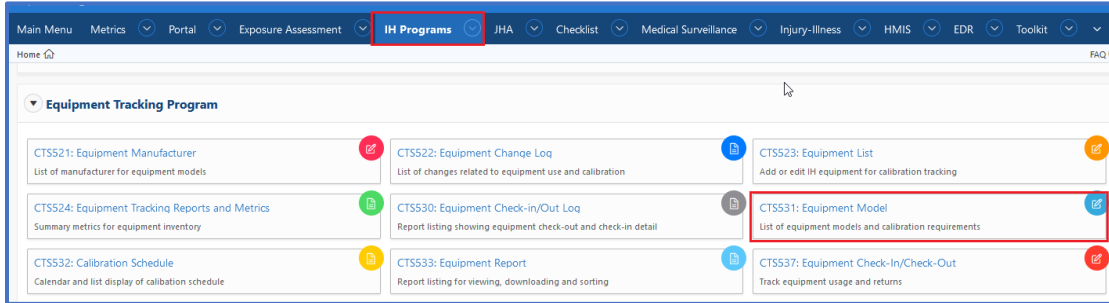 Main Menu Metrics Portal Exposure Assessment IH Programs JHA Checklist Medical Surveillance Injury-Illness HMIS EDR Toolkit
Home FAQ
Equipment Tracking Program
CTS521: Equipment Manufacturer
List of manufacturer for equipment models
CTS522: Equipment Change Log
List of changes related to equipment use and calibration
CTS523: Equipment List
Add or edit IH equipment for calibration tracking
CTS524: Equipment Tracking Reports and Metrics
Summary metrics for equipment inventory
CTS530: Equipment Check-in/Out Log
Report listing showing equipment check-out and check-in detail
CTS531: Equipment Model
List of equipment models and calibration requirements
CTS532: Calibration Schedule
Calendar and list display of calibation schedule
CTS533: Equipment Report
Report listing for viewing, downloading and sorting
CTS537: Equipment Check-In/Check-Out
Track equipment usage and returns